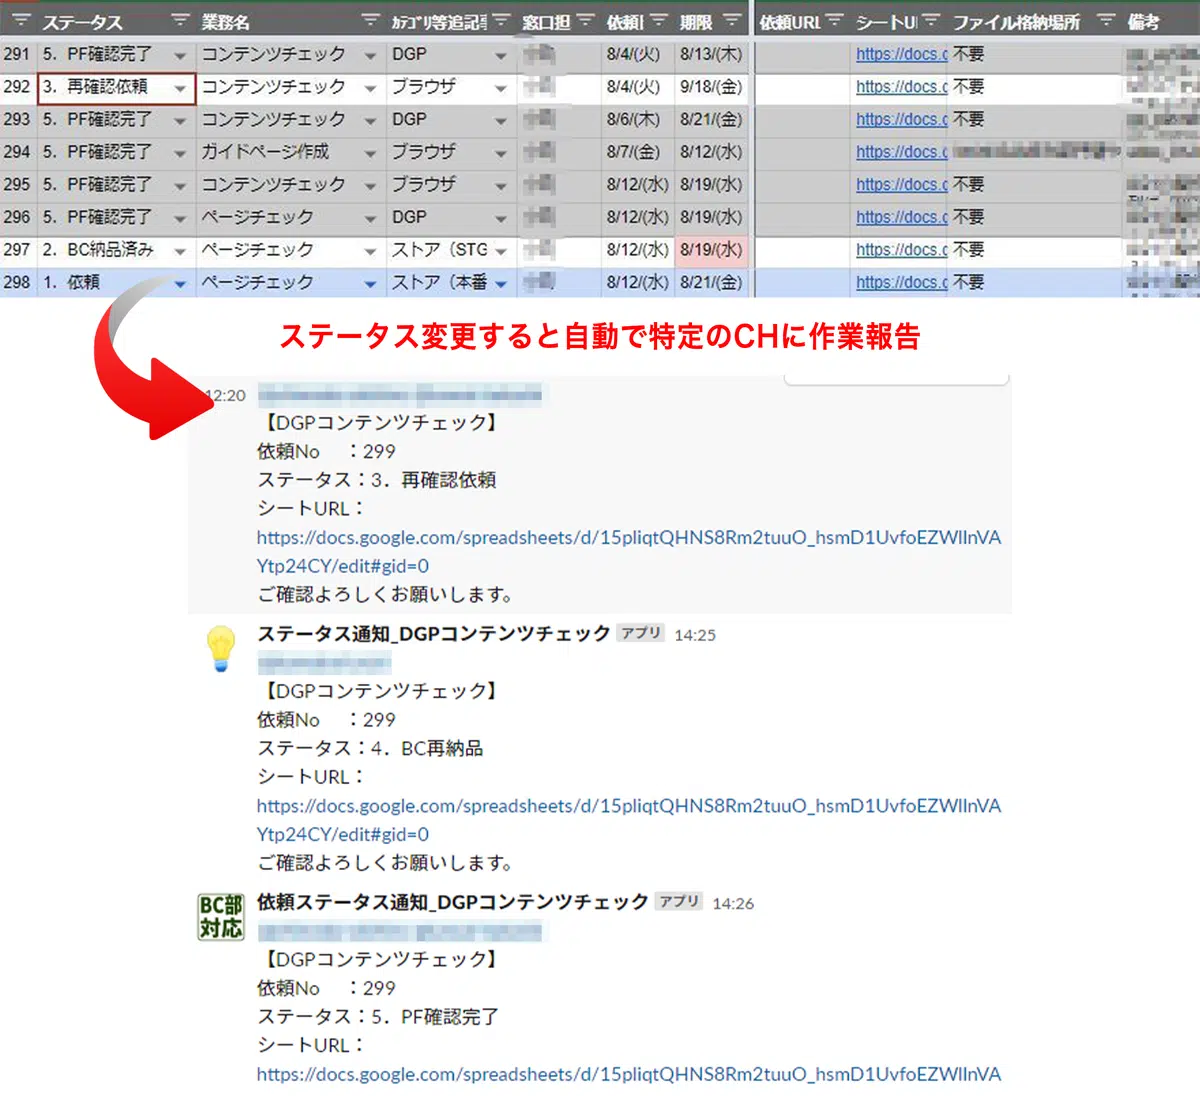 ステータス 業務名 ｶﾃｺﾞﾘ等追記事 窓口担 依頼 期限 依頼URL シートU ファイル格納場所 備考
291 5．PF確認完了 コンテンツチェック DGP 8/4/(火) 8/13/(木) https://docs.c 不要
292 3．再確認依頼 コンテンツチェック ブラウザ 8/4/(火) 9/18/(金) https://docs.c 不要
293 5．PF確認完了 コンテンツチェック DGP 8/6/(木) 8/21/(金) https://docs.c 不要
294 5．PF確認完了 ガイドページ作成 ブラウザ 8/7/(金) 8/12/(水) https://docs.c
295 5．PF確認完了 コンテンツチェック ブラウザ 8/12/(水) 8/19/(水) https://docs.c 不要
296 5．PF確認完了 ページチェック DGP 8/12/(水) 8/19/(水) https://docs.c 不要
297 2．BC納品済み ページチェック ストア（STG 8/12/(水) 8/19/(水) https://docs.c 不要
298 1．依頼 ページチェック ストア（本番 8/12/(水) 8/21/(金) https://docs.c 不要
ステータス変更すると自動で特定のCHに作業報告
12:20
【DGPコンテンツチェック】
依頼No ：299
ステータス：3．再確認依頼
シートURL：
https://docs.google.com/spreadsheets/d/15pliqtQHNS8Rm2tuuO_hsmD1UvfoEZWlInVA
Ytp24CY/edit#gid=0
ご確認よろしくお願いします。
ステータス通知_DGPコンテンツチェック アプリ 14:25
【DGPコンテンツチェック】
依頼No ：299
ステータス：4．BC再納品
シートURL：
https://docs.google.com/spreadsheets/d/15pliqtQHNS8Rm2tuuO_hsmD1UvfoEZWlInVA
Ytp24CY/edit#gid=0
ご確認よろしくお願いします。
BC部
対応
依頼ステータス通知_DGPコンテンツチェック アプリ 14:26
【DGPコンテンツチェック】
依頼No ：299
ステータス：5．PF確認完了
シートURL：
https://docs.google.com/spreadsheets/d/15pliqtQHNS8Rm2tuuO_hsmD1UvfoEZWlInVA